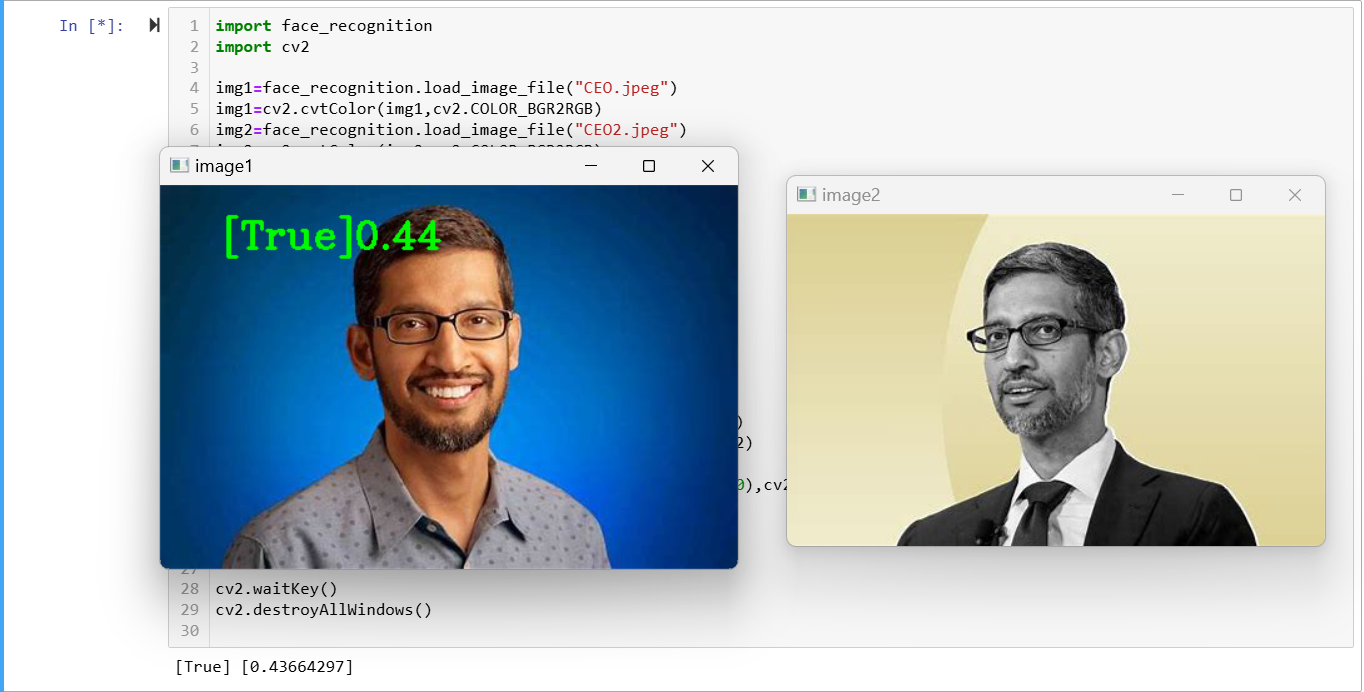 In [*]:
1 import face_recognition
2 import cv2
3
4 img1=face_recognition.load_image_file("CEO.jpeg")
5 img1=cv2.cvtColor(img1,cv2.COLOR_BGR2RGB)
6 img2=face_recognition.load_image_file("CEO2.jpeg")
image1
image2
[True]0.44
)
2)
0),cv2
27
28 cv2.waitKey()
29 cv2.destroyAllWindows()
30
[True] [0.43664297]